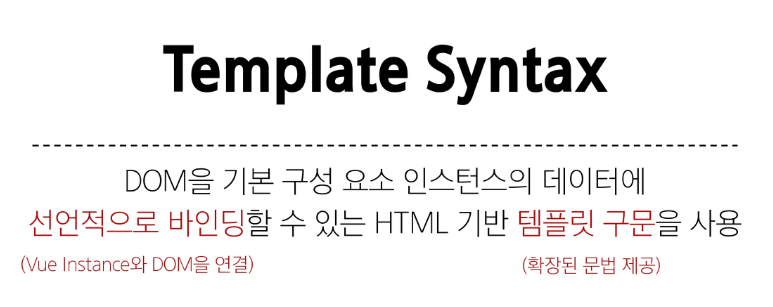 Template Syntax
DOM을 기본 구성 요소 인스턴스의 데이터에
선언적으로 바인딩할 수 있는 HTML 기반 템플릿 구문을 사용
(Vue Instance와 DOM을 연결) (확장된 문법 제공)